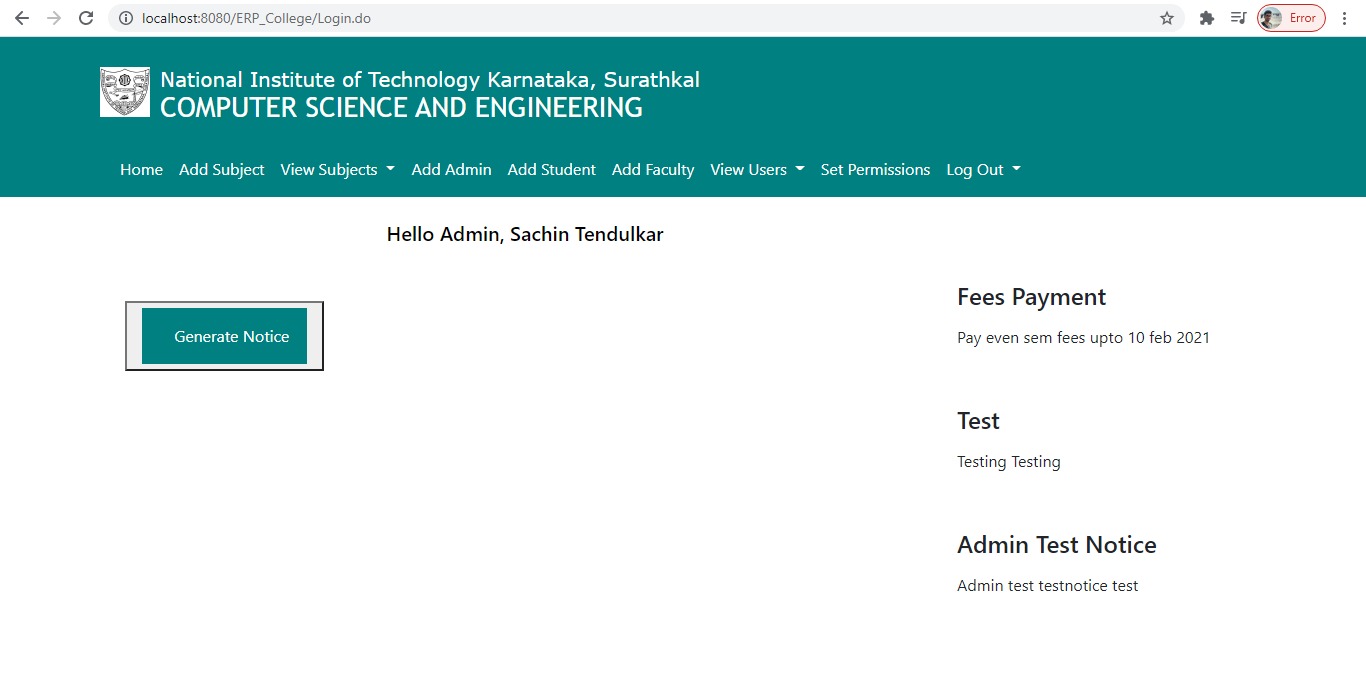 localhost:8080/ERP_College/Login.do
Error
National Institute of Technology Karnataka, Surathkal
COMPUTER SCIENCE AND ENGINEERING
Home Add Subject View Subjects Add Admin Add Student Add Faculty View Users Set Permissions Log Out
Hello Admin, Sachin Tendulkar
Generate Notice
Fees Payment
Pay even sem fees upto 10 feb 2021
Test
Testing Testing
Admin Test Notice
Admin test testnotice test